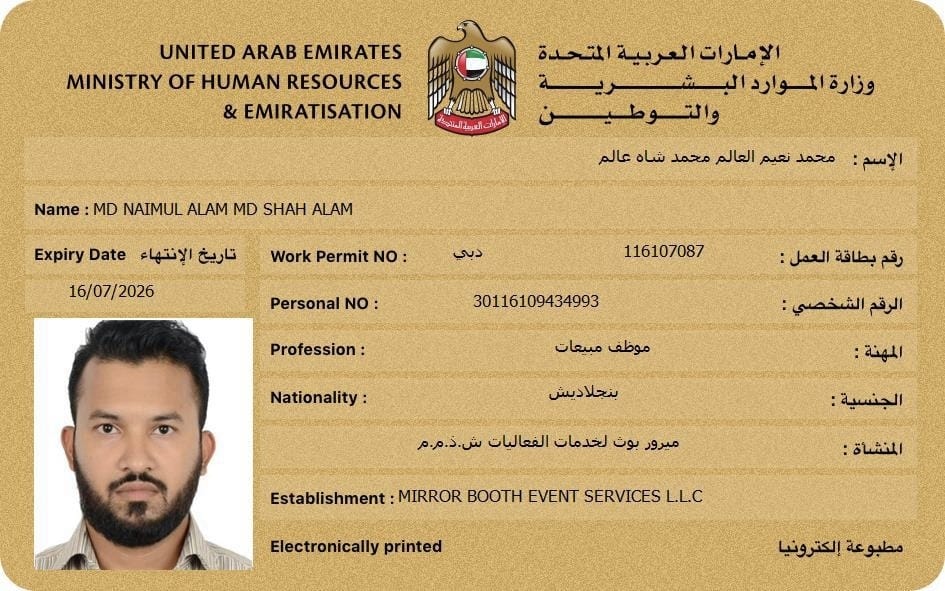 UNITED ARAB EMIRATES
MINISTRY OF HUMAN RESOURCES
& EMIRATISATION
الإمارات العربية المتحدة
وزارة الموارد البشرية
والتوطين
الإمارات العربية المتحدة
الإسم : محمد نعيم العالم محمد شاه عالم
Name : MD NAIMUL ALAM MD SHAH ALAM
Expiry Date تاريخ الإنتهاء
16/07/2026
Work Permit NO : دبي 116107087 رقم بطاقة العمل :
Personal NO : 30116109434993 الرقم الشخصي :
Profession : موظف مبيعات المهنة :
Nationality : بنجلاديش الجنسية :
ميرور بوث لخدمات الفعاليات ش.ذ.م.م المنشأة :
Establishment : MIRROR BOOTH EVENT SERVICES L.L.C
Electronically printed مطبوعة إلكترونيا